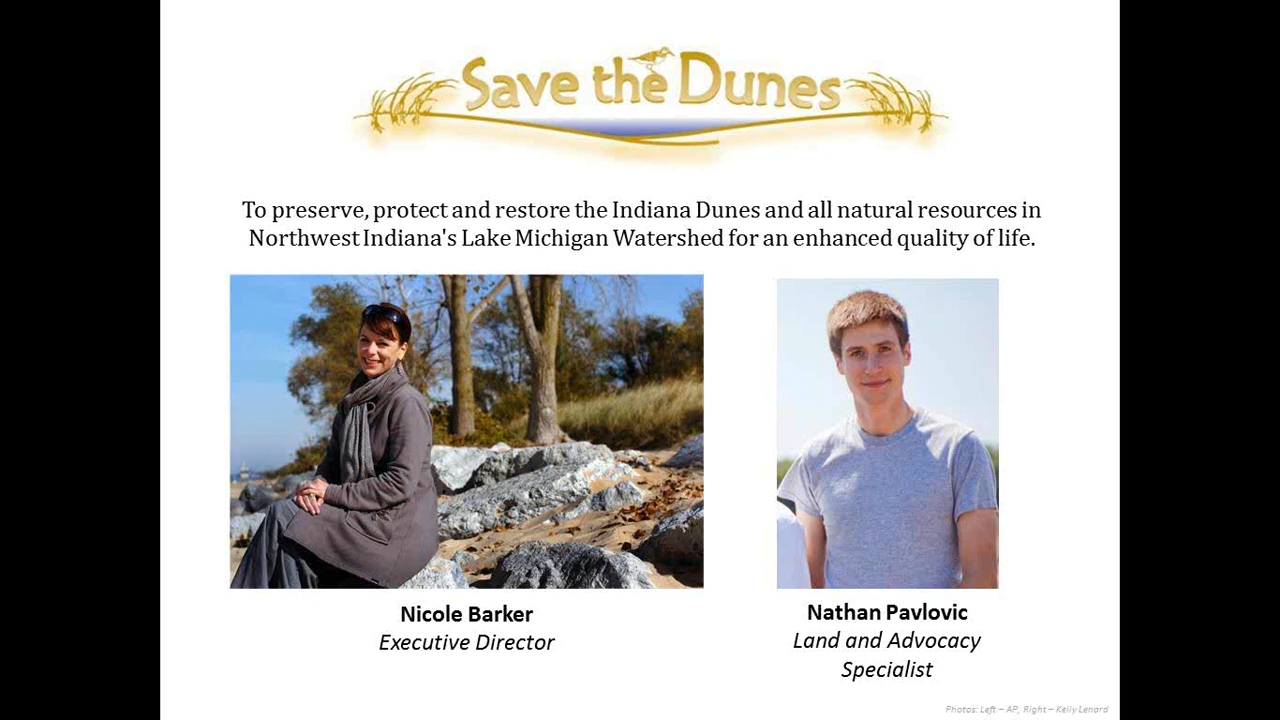 Save the Dunes
To preserve, protect and restore the Indiana Dunes and all natural resources in
Northwest Indiana's Lake Michigan Watershed for an enhanced quality of life.
Nicole Barker
Executive Director
Nathan Pavlovic
Land and Advocacy
Specialist
Photos: Left – AP, Right – Kelly Lenard